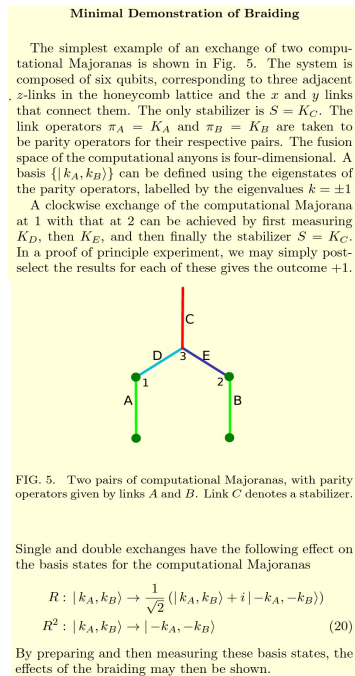 Minimal Demonstration of Braiding
The simplest example of an exchange of two compu-
tational Majoranas is shown in Fig. 5. The system is
composed of six qubits, corresponding to three adjacent
z-links in the honeycomb lattice and the x and y links
that connect them. The only stabilizer is S = K_C. The
link operators π_A = K_A and π_B = K_B are taken to
be parity operators for their respective pairs. The fusion
space of the computational anyons is four-dimensional. A
basis {| k_A, k_B⟩} can be defined using the eigenstates of
the parity operators, labelled by the eigenvalues k = ±1
A clockwise exchange of the computational Majorana
at 1 with that at 2 can be achieved by first measuring
K_D, then K_E, and then finally the stabilizer S = K_C.
In a proof of principle experiment, we may simply post-
select the results for each of these gives the outcome +1.
C
D 3 E
1 2
A B
FIG. 5. Two pairs of computational Majoranas, with parity
operators given by links A and B. Link C denotes a stabilizer.
Single and double exchanges have the following effect on
the basis states for the computational Majoranas
R : | k_A, k_B⟩ → 1/√2 (| k_A, k_B⟩ + i | −k_A, −k_B⟩)
R² : | k_A, k_B⟩ → | −k_A, −k_B⟩ (20)
By preparing and then measuring these basis states, the
effects of the braiding may then be shown.